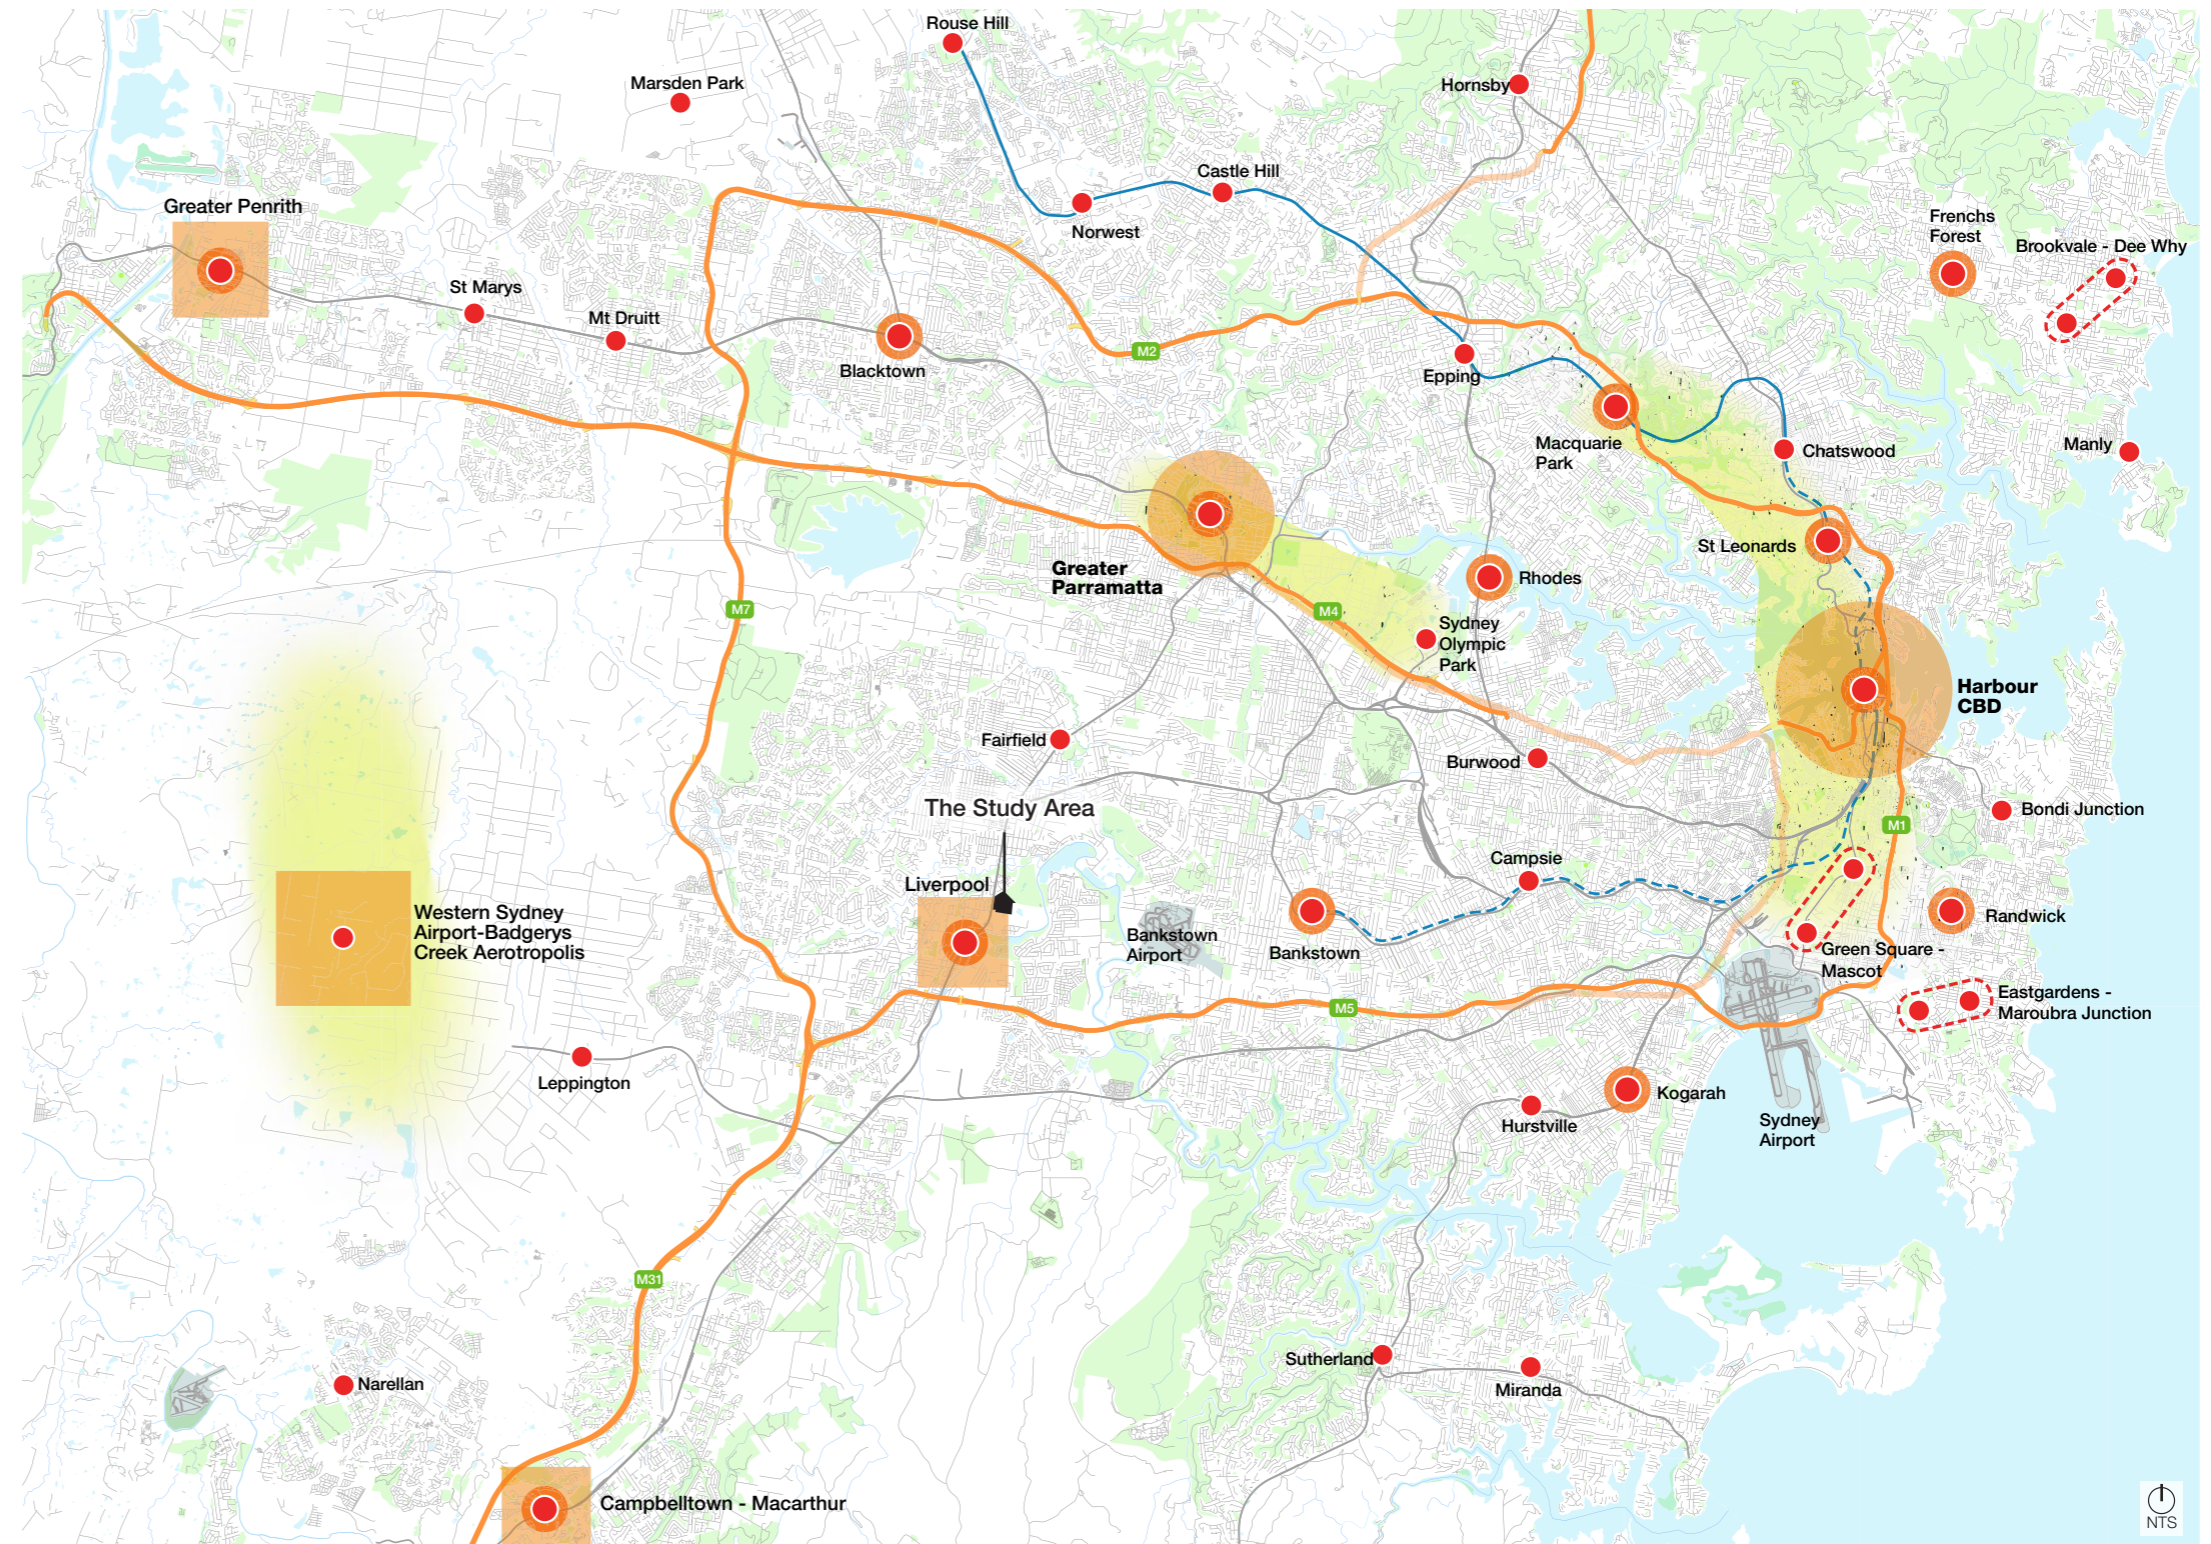 Rouse Hill
Marsden Park
Hornsby
Castle Hill
Greater Penrith
Norwest
Frenchs
Forest
Brookvale - Dee Why
St Marys
Mt Druitt
Blacktown
M2
Epping
Macquarie
Park
Chatswood
Manly
St Leonards
Greater
Parramatta
Rhodes
M7
M4
Sydney
Olympic
Park
Harbour
CBD
Fairfield
Burwood
The Study Area
Bondi Junction
M1
Campsie
Liverpool
Western Sydney
Airport-Badgerys
Creek Aerotropolis
Bankstown
Airport
Bankstown
Randwick
Green Square -
Mascot
Eastgardens -
Maroubra Junction
M5
Leppington
Kogarah
Hurstville
Sydney
Airport
M31
Sutherland
Miranda
Narellan
Campbelltown - Macarthur
NTS